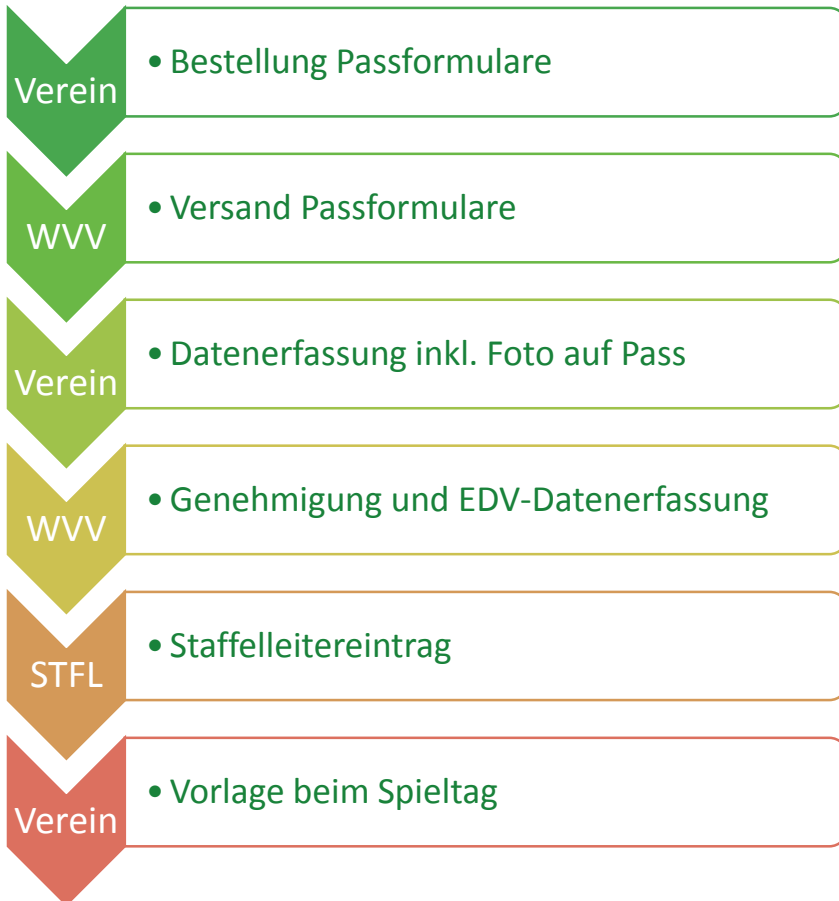 Verein
• Bestellung Passformulare
WVV
• Versand Passformulare
Verein
• Datenerfassung inkl. Foto auf Pass
WVV
• Genehmigung und EDV-Datenerfassung
STFL
• Staffelleitereintrag
Verein
• Vorlage beim Spieltag